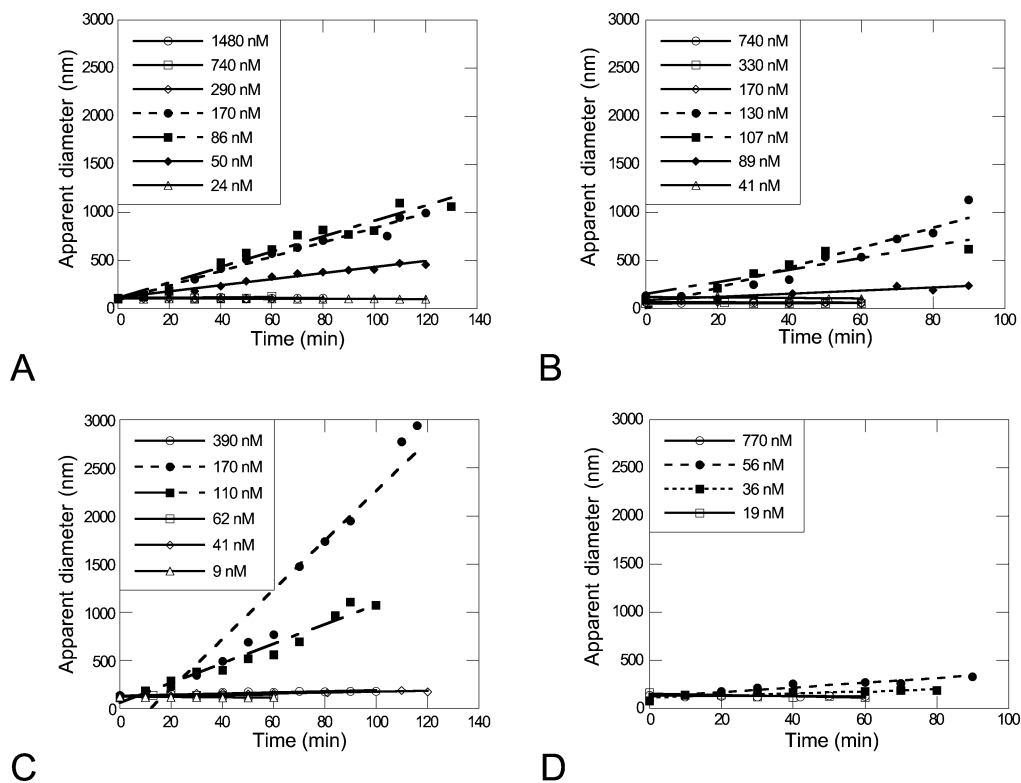 3000
2500
2000
1500
1000
500
0
Apparent diameter (nm)
1480 nM
740 nM
290 nM
170 nM
86 nM
50 nM
24 nM
0 20 40 60 80 100 120 140
Time (min)
A
3000
2500
2000
1500
1000
500
0
Apparent diameter (nm)
740 nM
330 nM
170 nM
130 nM
107 nM
89 nM
41 nM
0 20 40 60 80 100
Time (min)
B
3000
2500
2000
1500
1000
500
0
Apparent diameter (nm)
390 nM
170 nM
110 nM
62 nM
41 nM
9 nM
0 20 40 60 80 100 120 140
Time (min)
C
3000
2500
2000
1500
1000
500
0
Apparent diameter (nm)
770 nM
56 nM
36 nM
19 nM
0 20 40 60 80 100
Time (min)
D